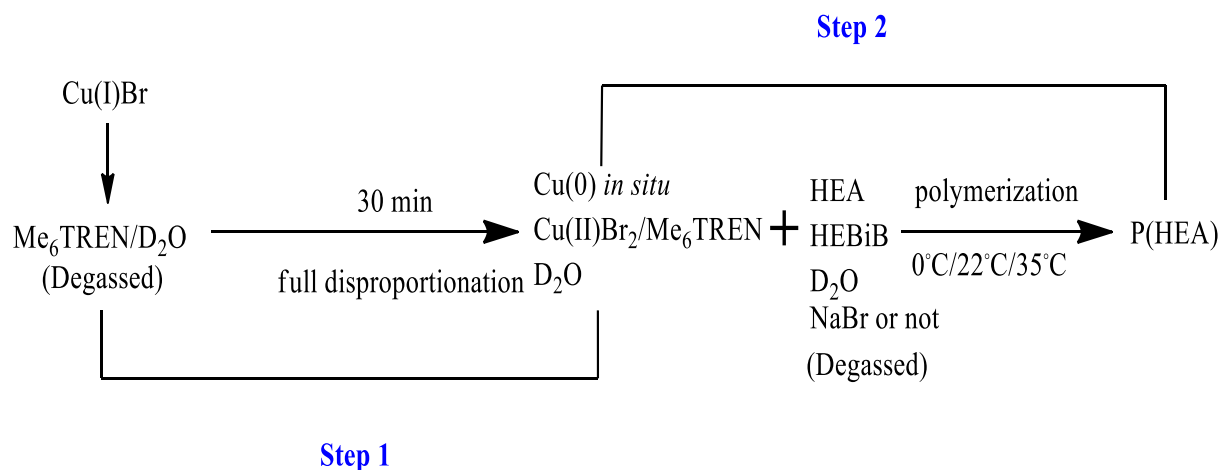 Step 2
Cu(I)Br
Me₆TREN/D₂O
(Degassed)
30 min
full disproportionation
Cu(0) in situ
Cu(II)Br₂/Me₆TREN
D₂O
+
HEA
HEBiB
D₂O
NaBr or not
(Degassed)
polymerization
0°C/22°C/35°C
P(HEA)
Step 1